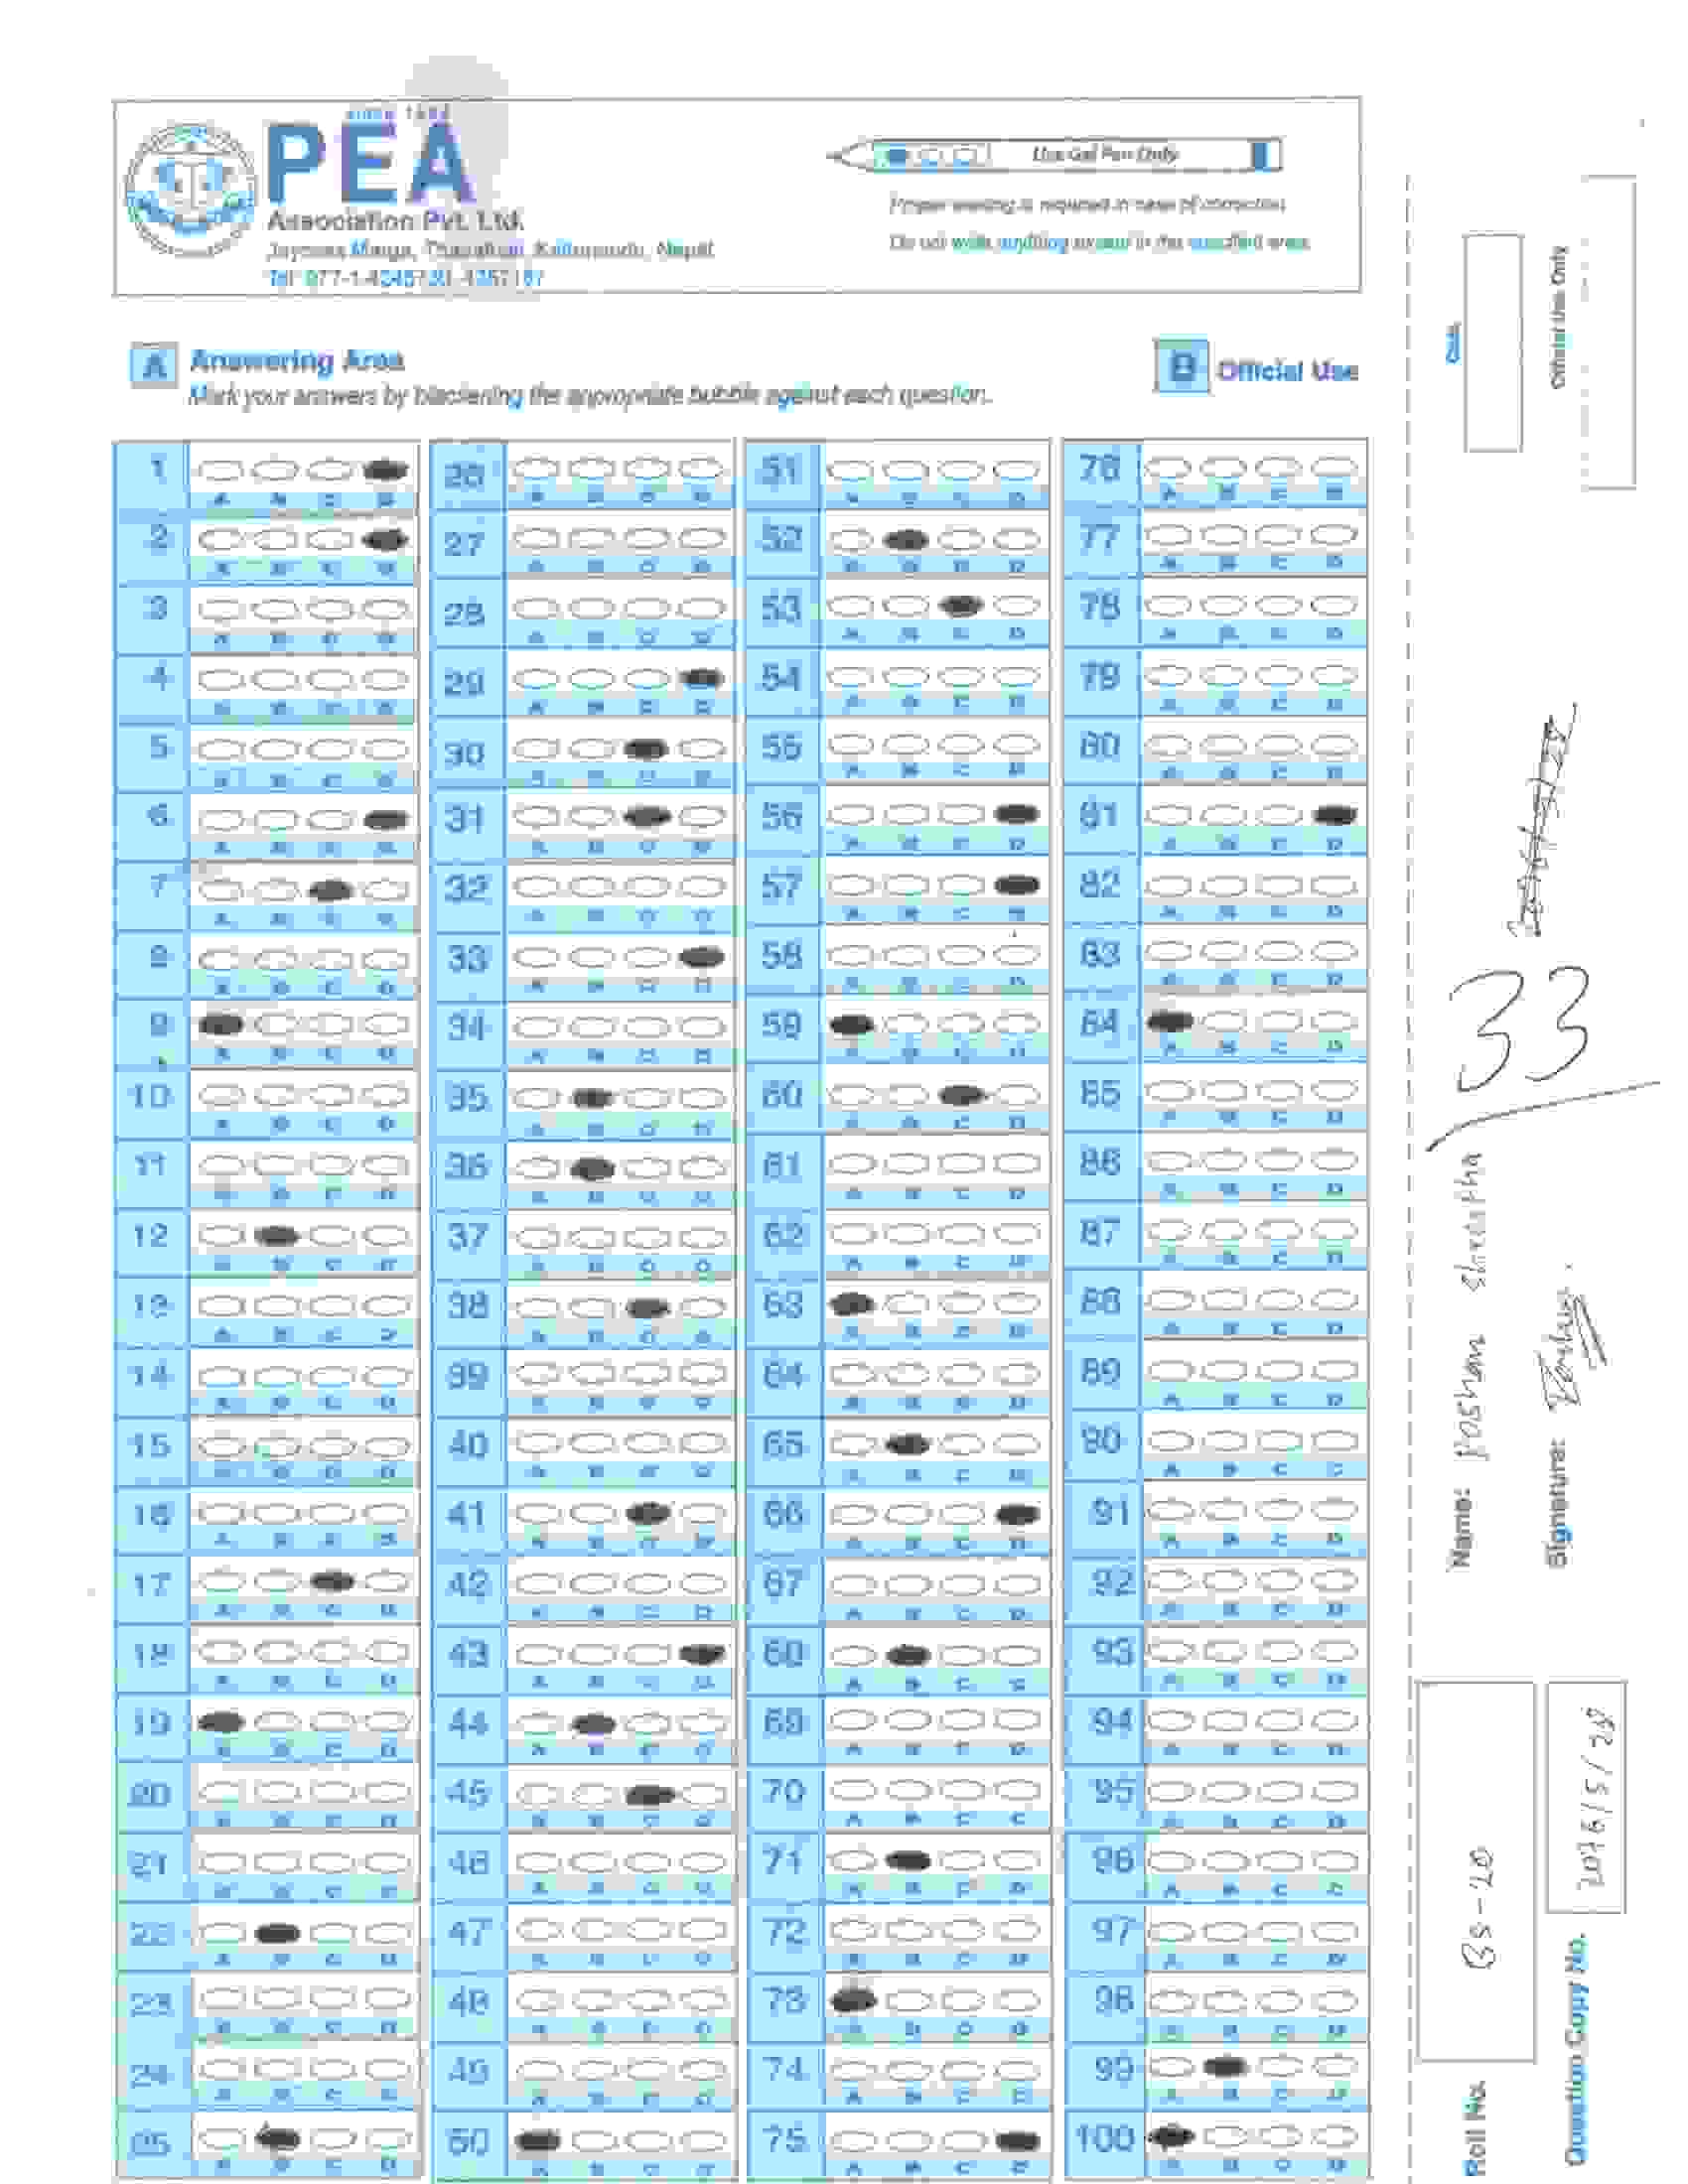 since 1984
PEA
Association Pvt. Ltd.
Thapathali, Kathmandu, Nepal
Tel: 977-1-4245730, 4257187
Use Gel Pen Only
Proper erasing is required in case of correction.
Do not write anything except in the specified area.
A Answering Area
Mark your answers by blackening the appropriate bubble against each question.
B Official Use
1 A B C D 26 A B C D 51 A B C D 76 A B C D
2 A B C D 27 A B C D 52 A B C D 77 A B C D
3 A B C D 28 A B C D 53 A B C D 78 A B C D
4 A B C D 29 A B C D 54 A B C D 79 A B C D
5 A B C D 30 A B C D 55 A B C D 80 A B C D
6 A B C D 31 A B C D 56 A B C D 81 A B C D
7 A B C D 32 A B C D 57 A B C D 82 A B C D
8 A B C D 33 A B C D 58 A B C D 83 A B C D
9 A B C D 34 A B C D 59 A B C D 84 A B C D
10 A B C D 35 A B C D 60 A B C D 85 A B C D
11 A B C D 36 A B C D 61 A B C D 86 A B C D
12 A B C D 37 A B C D 62 A B C D 87 A B C D
13 A B C D 38 A B C D 63 A B C D 88 A B C D
14 A B C D 39 A B C D 64 A B C D 89 A B C D
15 A B C D 40 A B C D 65 A B C D 90 A B C D
16 A B C D 41 A B C D 66 A B C D 91 A B C D
17 A B C D 42 A B C D 67 A B C D 92 A B C D
18 A B C D 43 A B C D 68 A B C D 93 A B C D
19 A B C D 44 A B C D 69 A B C D 94 A B C D
20 A B C D 45 A B C D 70 A B C D 95 A B C D
21 A B C D 46 A B C D 71 A B C D 96 A B C D
22 A B C D 47 A B C D 72 A B C D 97 A B C D
23 A B C D 48 A B C D 73 A B C D 98 A B C D
24 A B C D 49 A B C D 74 A B C D 99 A B C D
25 A B C D 50 A B C D 75 A B C D 100 A B C D
Official Use Only
33
Name: Roshan Shrestha
Signature:
Roll No. BS-20
Question Copy No. 2076/5/28